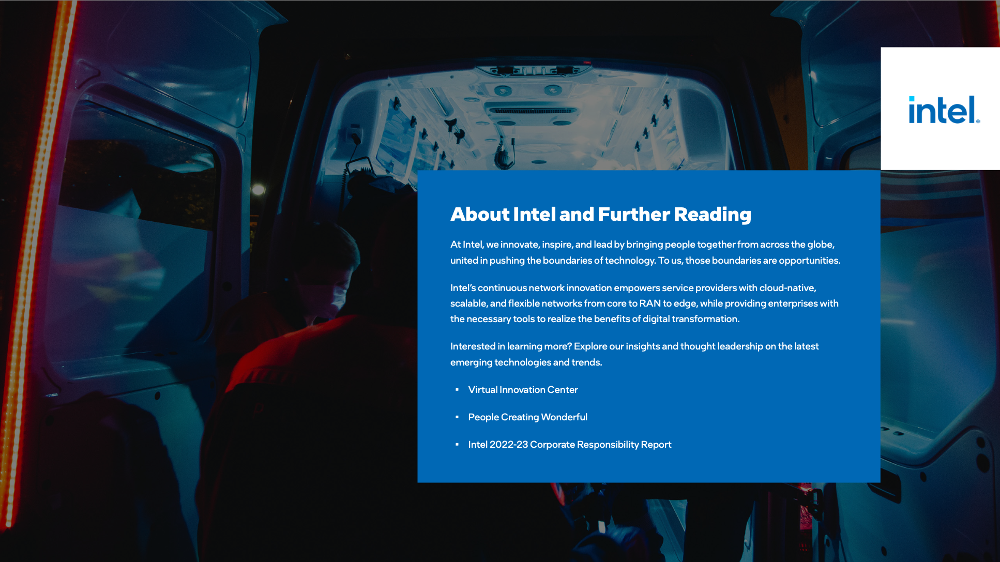 intel®
About Intel and Further Reading
At Intel, we innovate, inspire, and lead by bringing people together from across the globe,
united in pushing the boundaries of technology. To us, those boundaries are opportunities.
Intel’s continuous network innovation empowers service providers with cloud-native,
scalable, and flexible networks from core to RAN to edge, while providing enterprises with
the necessary tools to realize the benefits of digital transformation.
Interested in learning more? Explore our insights and thought leadership on the latest
emerging technologies and trends.
▪ Virtual Innovation Center
▪ People Creating Wonderful
▪ Intel 2022-23 Corporate Responsibility Report